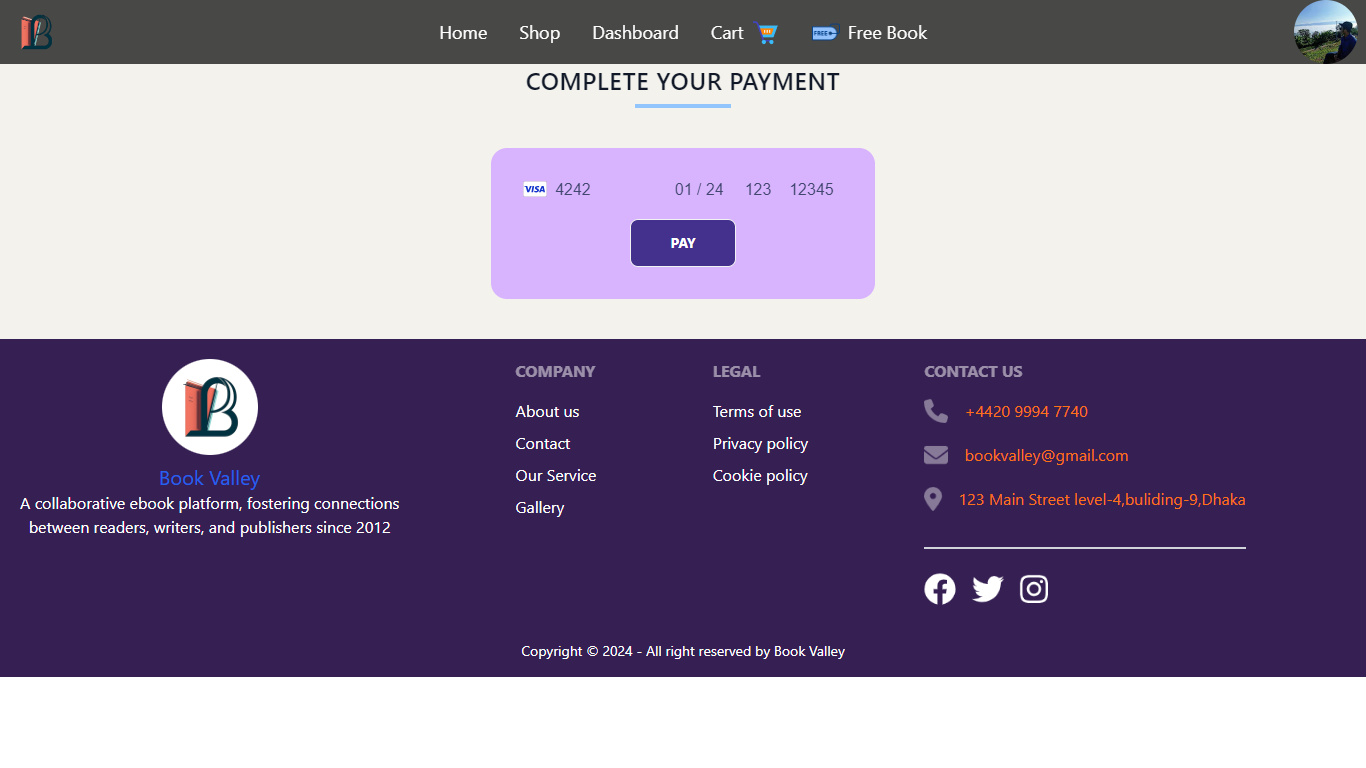 Home Shop Dashboard Cart FREE Free Book
COMPLETE YOUR PAYMENT
VISA 4242 01 / 24 123 12345
PAY
B
Book Valley
A collaborative ebook platform, fostering connections
between readers, writers, and publishers since 2012
COMPANY
About us
Contact
Our Service
Gallery
LEGAL
Terms of use
Privacy policy
Cookie policy
CONTACT US
+4420 9994 7740
bookvalley@gmail.com
123 Main Street level-4,buliding-9,Dhaka
Copyright © 2024 - All right reserved by Book Valley